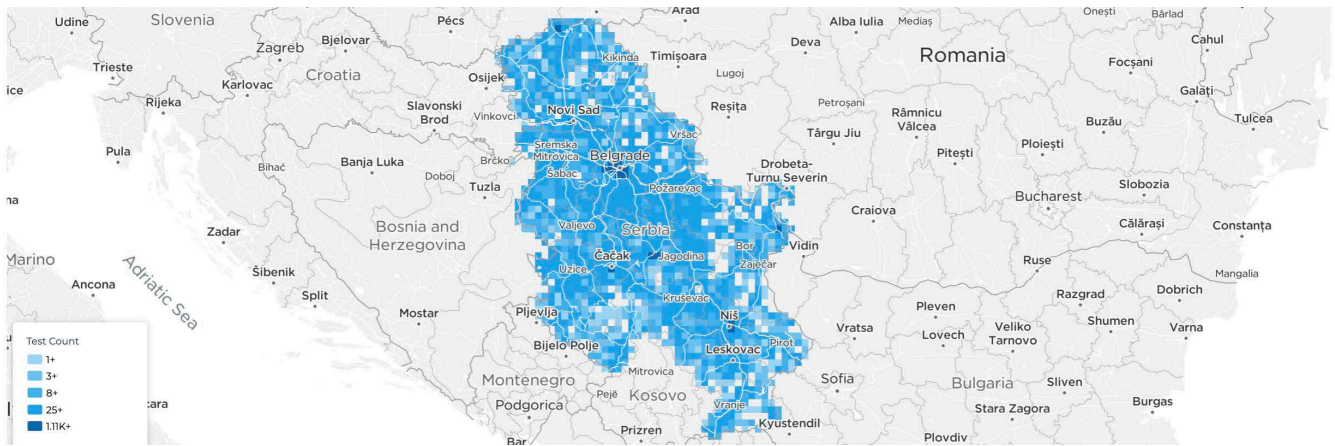 Udine
Slovenia
Pécs
Arad
Alba Iulia
Mediaș
Onești
Bârlad
Zagreb
Bjelovar
Trieste
Croatia
Osijek
Kikinda
Timișoara
Lugoj
Deva
Romania
Cahul
Focșani
ice
Rijeka
Karlovac
Slavonski
Brod
Vinkovci
Novi Sad
Reșița
Petroșani
Râmnicu
Vâlcea
Galați
Tulcea
Buzău
Târgu Jiu
Ploiești
Pitești
Pula
Bihać
Banja Luka
Brčko
Doboj
Tuzla
Sremska
Mitrovica
Šabac
Belgrade
Vršac
Požarevac
Drobeta-
Turnu Severin
Bucharest
Slobozia
Călărași
Constanța
na
Zadar
Bosnia and
Herzegovina
Valjevo
Serbia
Craiova
Bor
Vidin
Marino
Adriatic Sea
Šibenik
Čačak
Jagodina
Užice
Zaječar
Ruse
Mangalia
Ancona
Split
Kruševac
Razgrad
Dobrich
Mostar
Pljevlja
Niš
Vratsa
Pleven
Lovech
Veliko
Tarnovo
Shumen
Varna
Bijelo Polje
Leskovac
Pirot
Mitrovica
Montenegro
Pejë
Kosovo
Sofia
Bulgaria
Sliven
Podgorica
Vranje
Kyustendil
Stara Zagora
Burgas
Bar
Prizren
Plovdiv
cara
Test Count
1+
3+
8+
25+
1.11K+